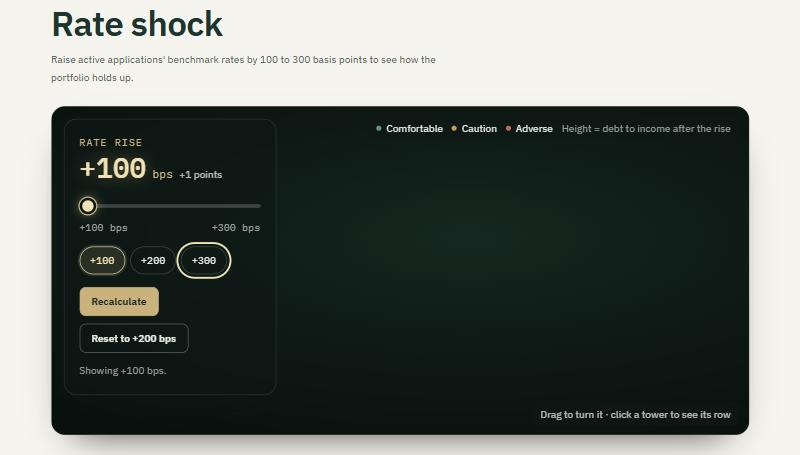 Rate shock
Raise active applications' benchmark rates by 100 to 300 basis points to see how the
portfolio holds up.
RATE RISE
+100 bps +1 points
+100 bps +300 bps
+100 +200 +300
Recalculate
Reset to +200 bps
Showing +100 bps.
Comfortable Caution Adverse Height = debt to income after the rise
Drag to turn it · click a tower to see its row